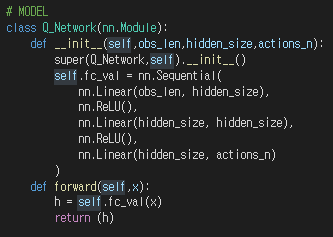 # MODEL
class Q_Network(nn.Module):
    def __init__(self,obs_len,hidden_size,actions_n):
        super(Q_Network,self).__init__()
        self.fc_val = nn.Sequential(
            nn.Linear(obs_len, hidden_size),
            nn.ReLU(),
            nn.Linear(hidden_size, hidden_size),
            nn.ReLU(),
            nn.Linear(hidden_size, actions_n)
        )
    def forward(self,x):
        h = self.fc_val(x)
        return (h)